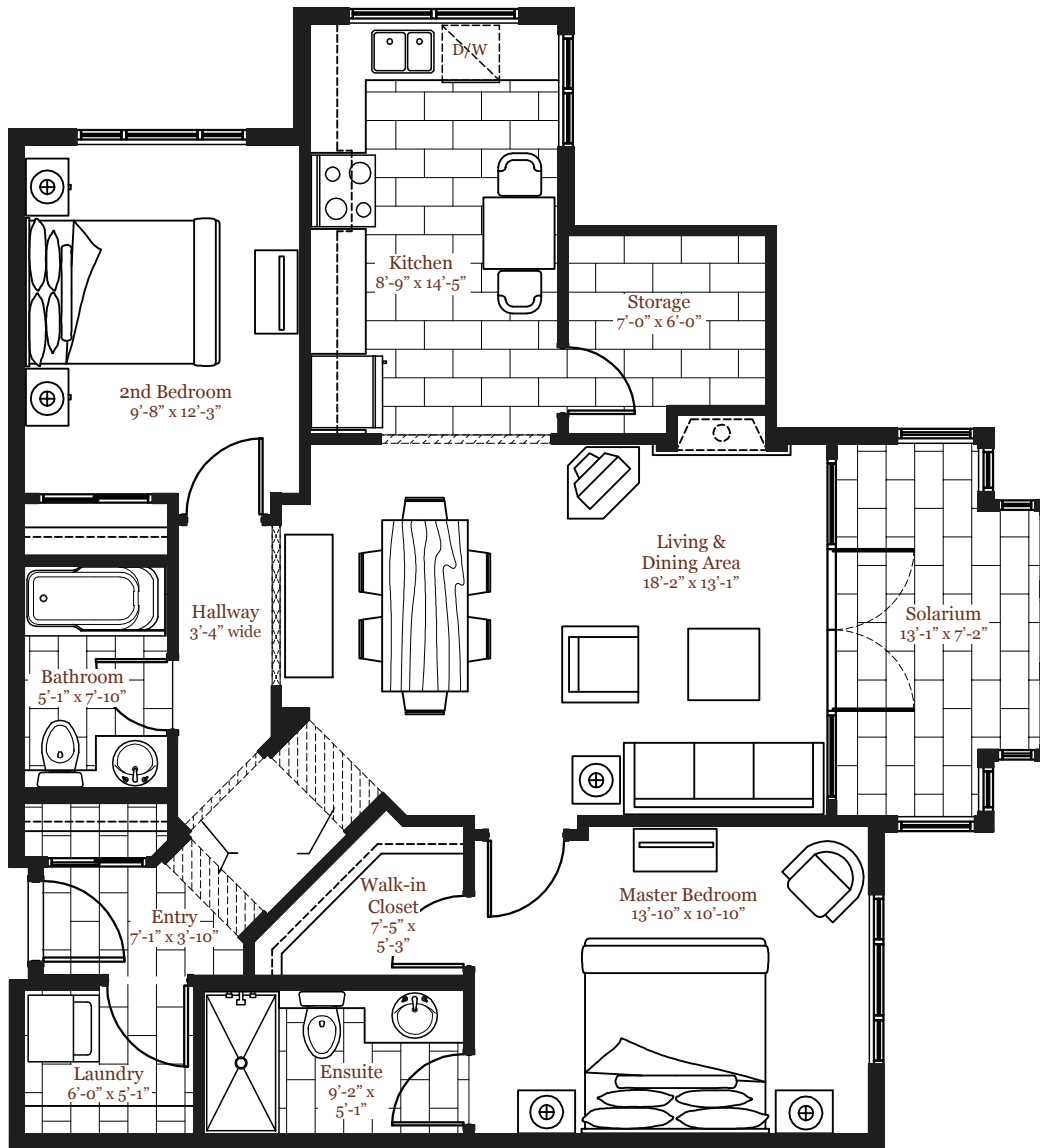 D/W
Kitchen
8’-9” x 14’-5”
Storage
7’-0” x 6’-0”
2nd Bedroom
9’-8” x 12’-3”
Living &
Dining Area
18’-2” x 13’-1”
Hallway
3’-4” wide
Solarium
13’-1” x 7’-2”
Bathroom
5’-1” x 7’-10”
Walk-in
Closet
7’-5” x
5’-3”
Master Bedroom
13’-10” x 10’-10”
Entry
7’-1” x 3’-10”
Laundry
6’-0” x 5’-1”
Ensuite
9’-2” x
5’-1”